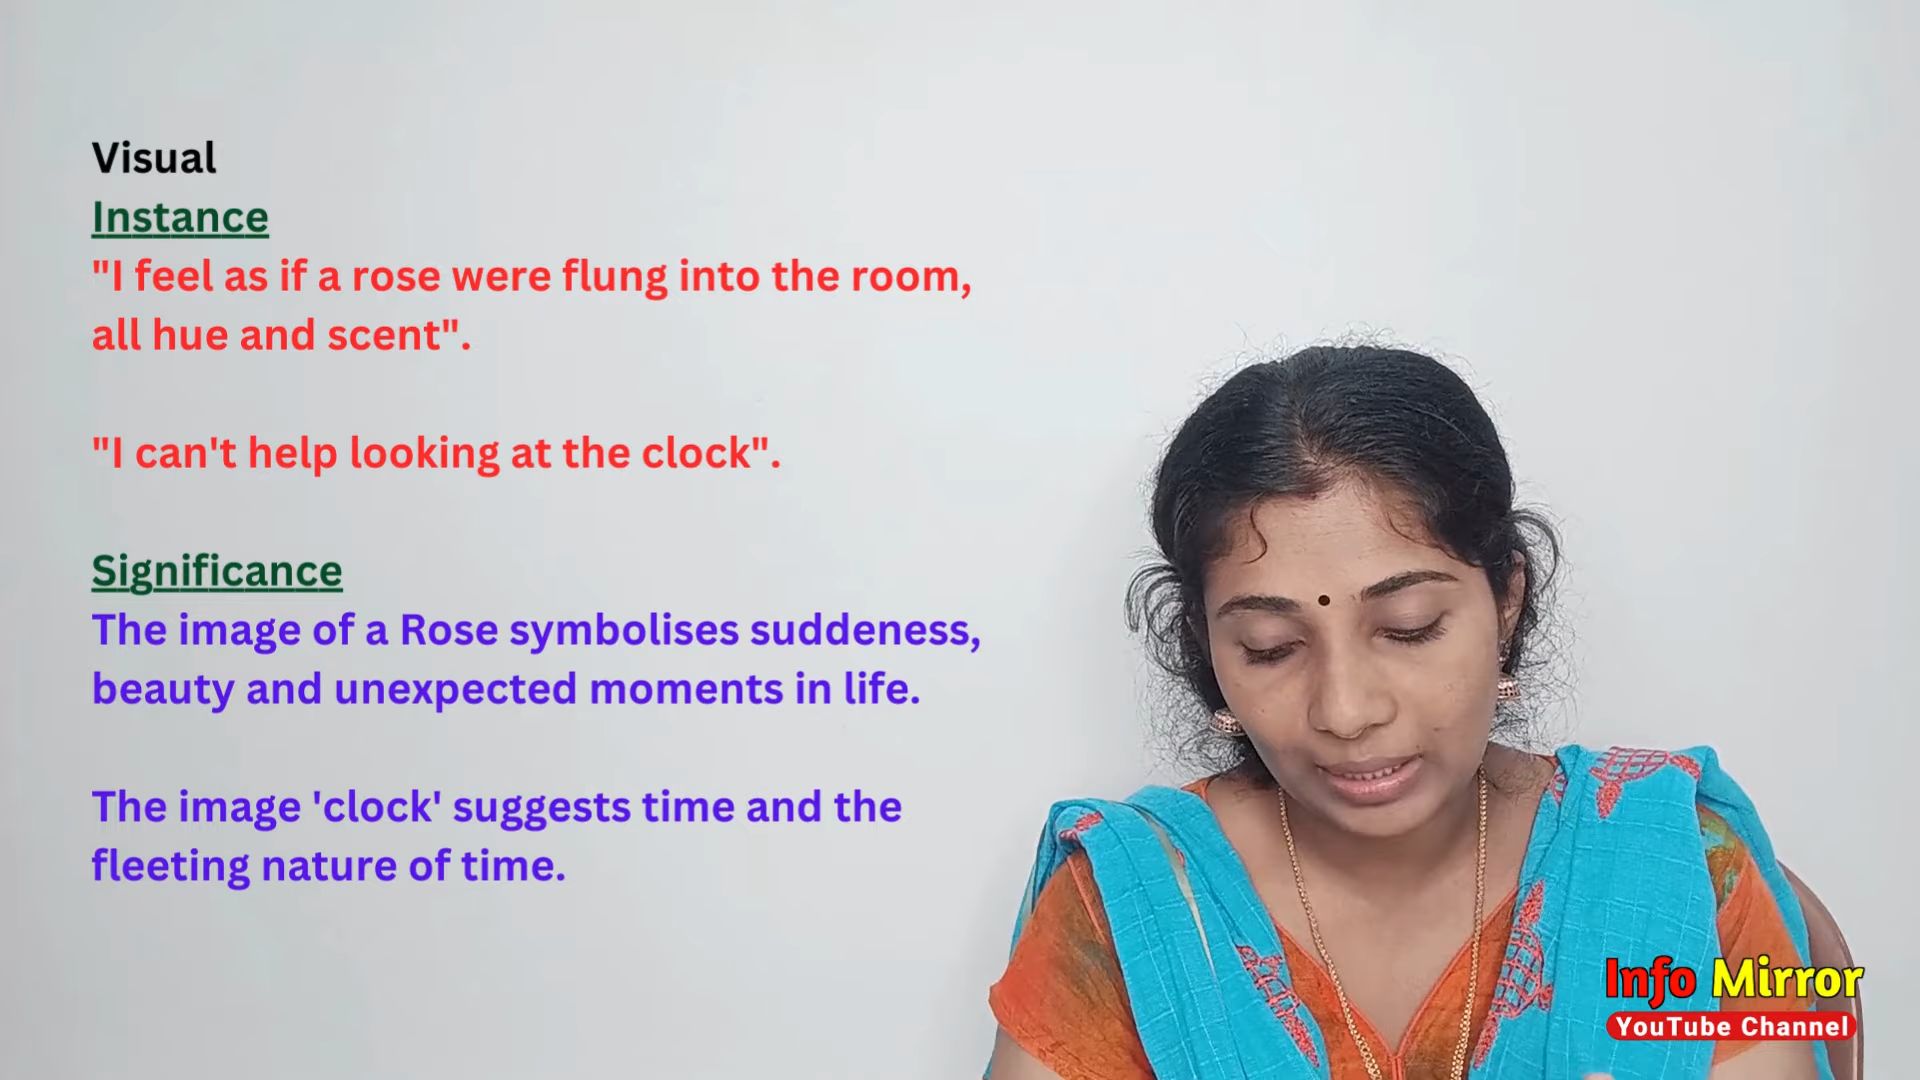 Visual
Instance
"I feel as if a rose were flung into the room,
all hue and scent".
"I can't help looking at the clock".
Significance
The image of a Rose symbolises suddeness,
beauty and unexpected moments in life.
The image 'clock' suggests time and the
fleeting nature of time.
Info Mirror
YouTube Channel